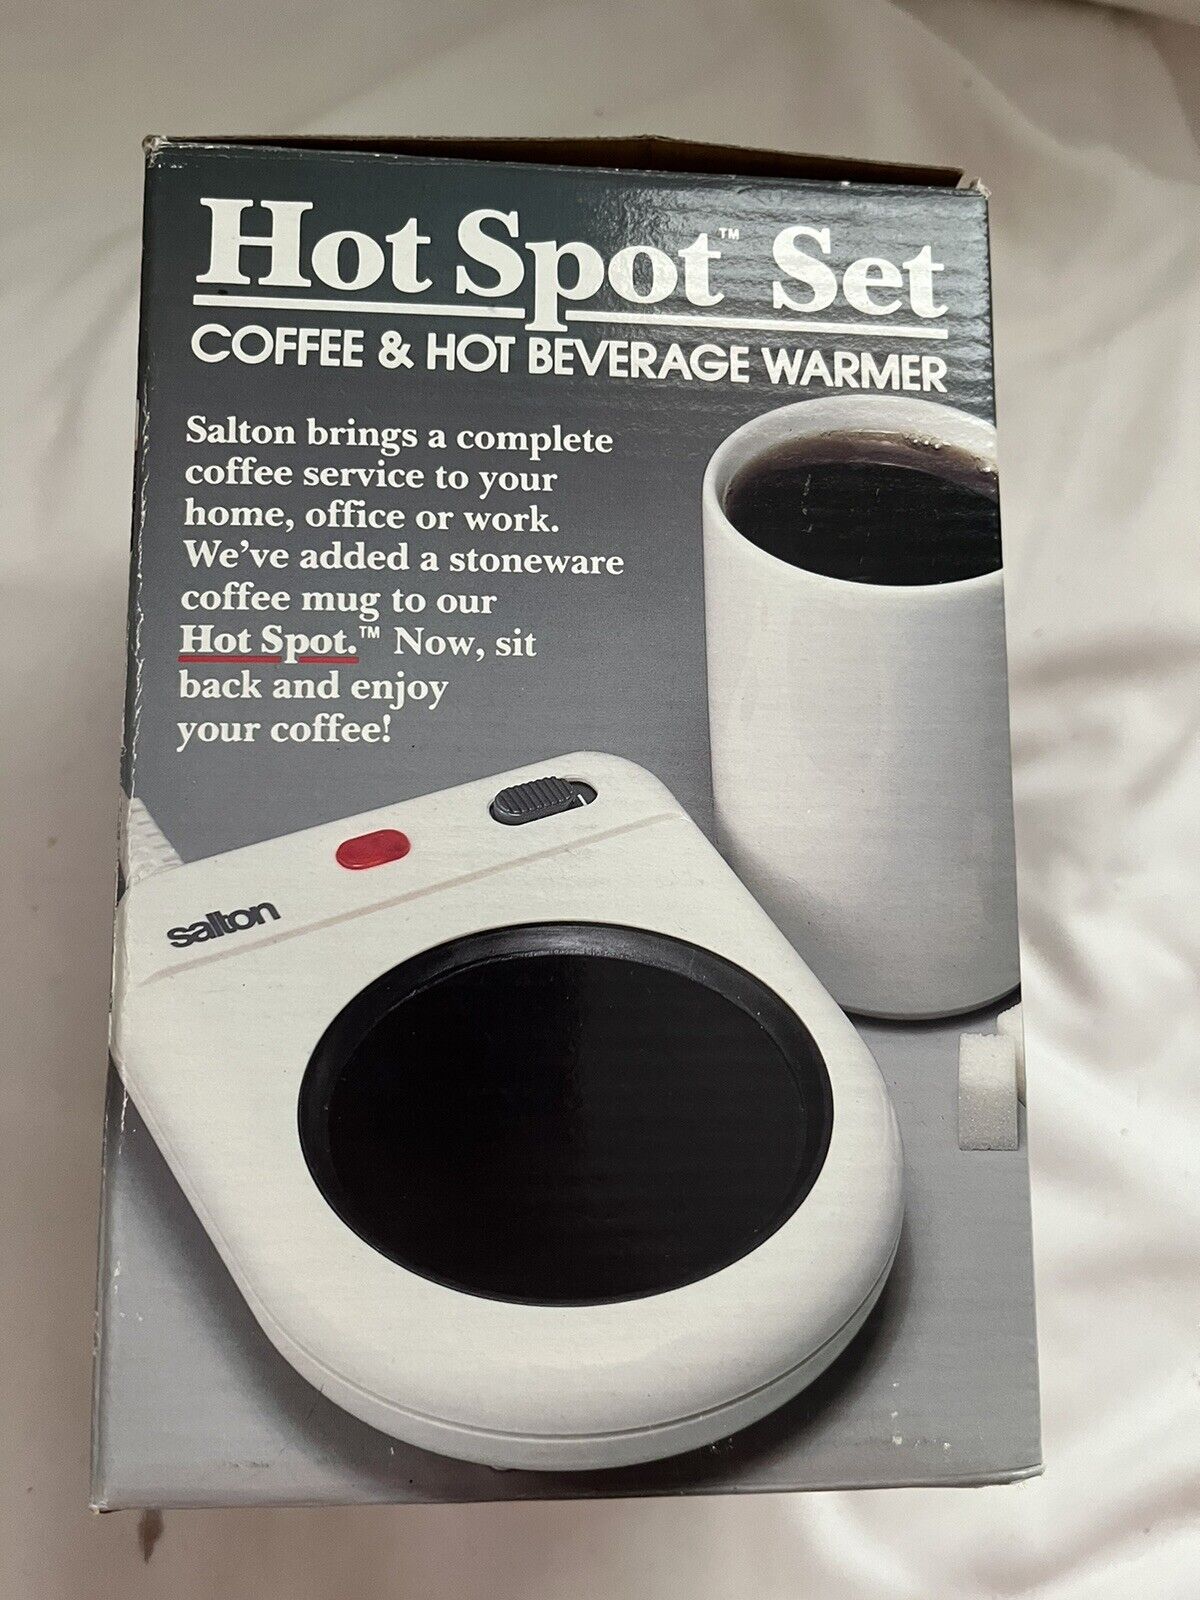 Hot Spot™ Set
COFFEE & HOT BEVERAGE WARMER
Salton brings a complete
coffee service to your
home, office or work.
We've added a stoneware
coffee mug to our
Hot Spot.™ Now, sit
back and enjoy
your coffee!
salton